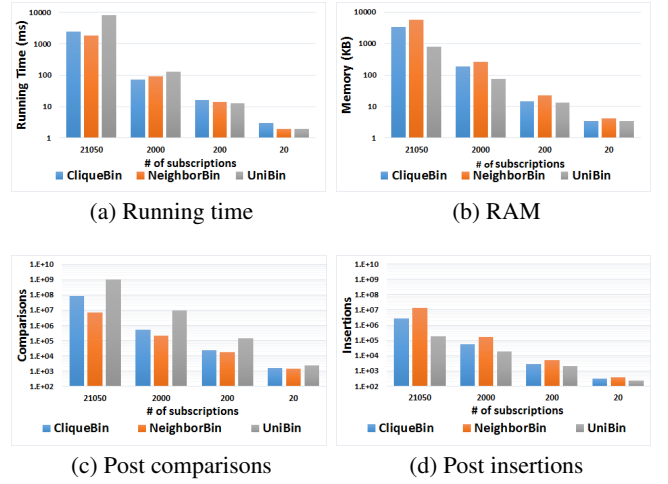 Running Time (ms)
10000
1000
100
10
1
21050 2000 200 20
# of subscriptions
CliqueBin NeighborBin UniBin
(a) Running time
Memory (KB)
10000
1000
100
10
1
21050 2000 200 20
# of subscriptions
CliqueBin NeighborBin UniBin
(b) RAM
Comparisons
1.E+10
1.E+09
1.E+08
1.E+07
1.E+06
1.E+05
1.E+04
1.E+03
1.E+02
21050 2000 200 20
# of subscriptions
CliqueBin NeighborBin UniBin
(c) Post comparisons
Insertions
1.E+10
1.E+09
1.E+08
1.E+07
1.E+06
1.E+05
1.E+04
1.E+03
1.E+02
21050 2000 200 20
# of subscriptions
CliqueBin NeighborBin UniBin
(d) Post insertions